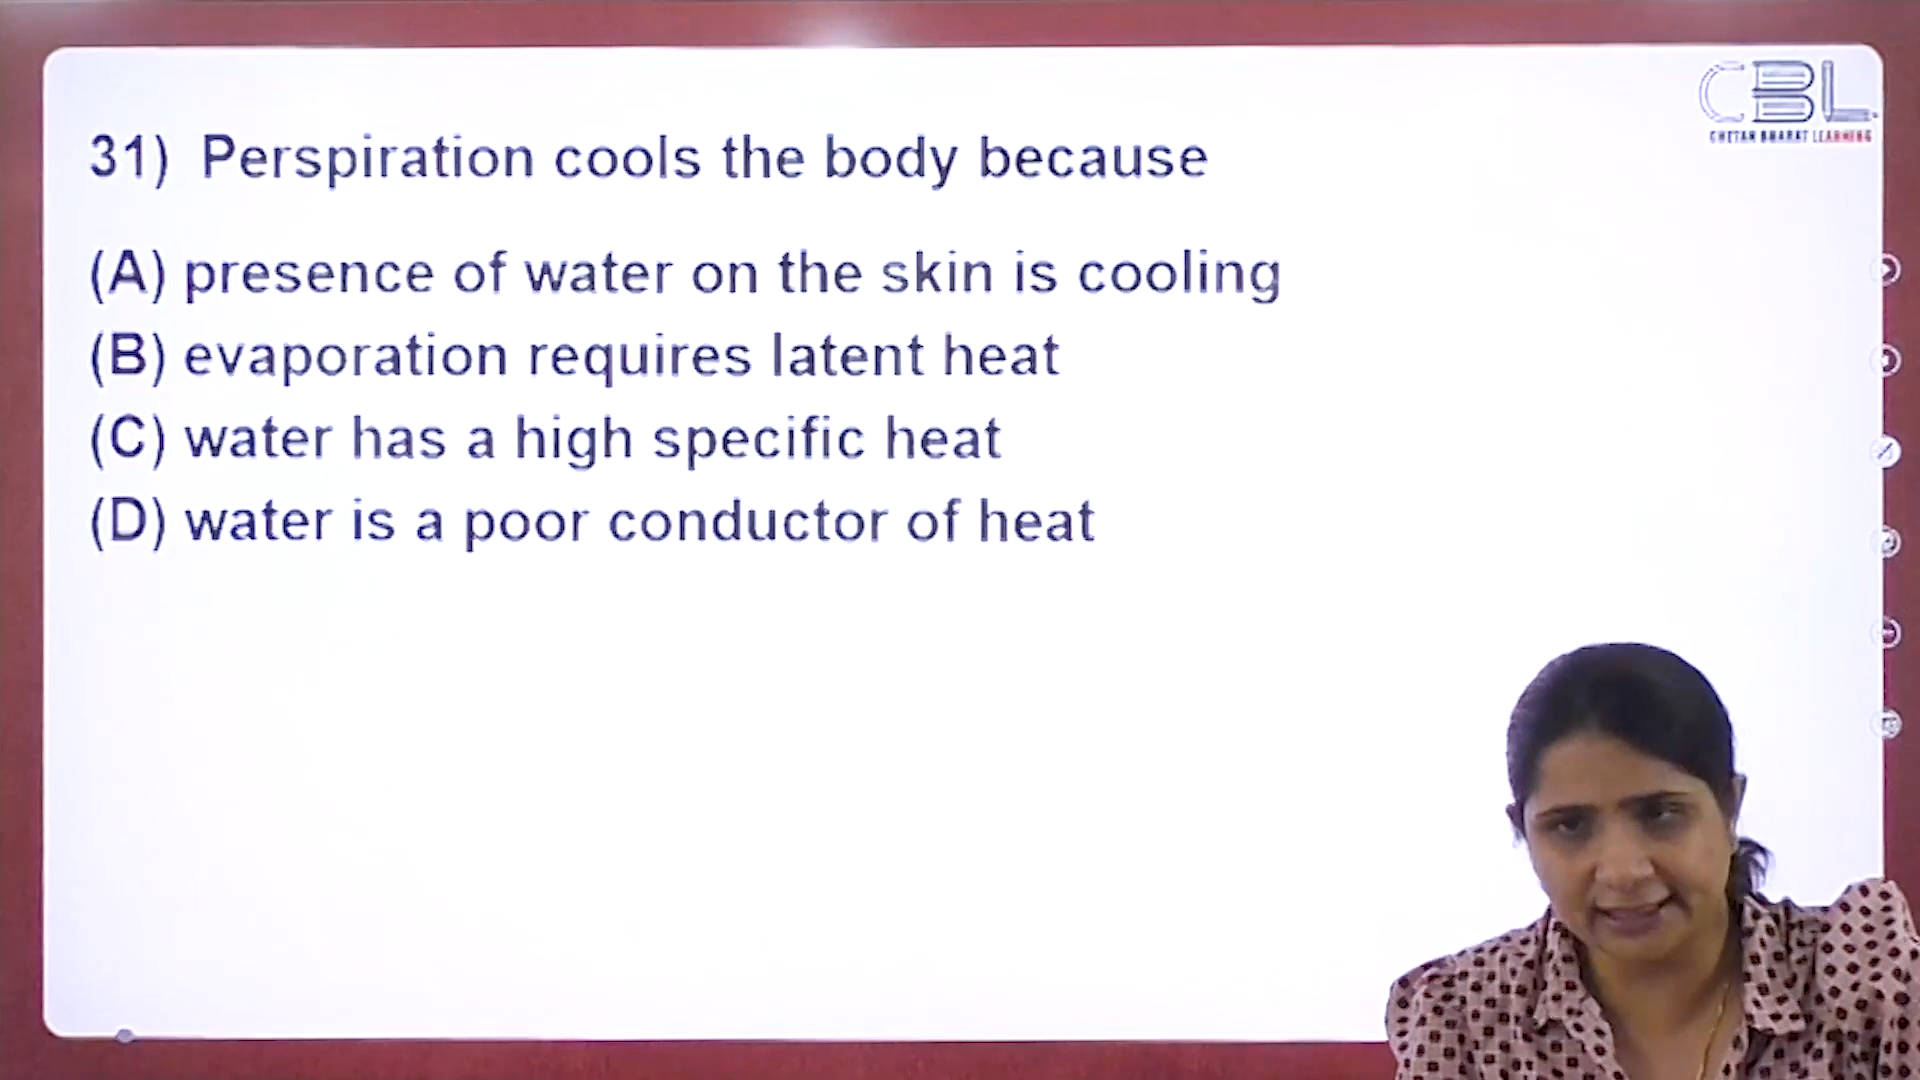 CBL
CHETAN BHARAT LEARNING
31) Perspiration cools the body because
(A) presence of water on the skin is cooling
(B) evaporation requires latent heat
(C) water has a high specific heat
(D) water is a poor conductor of heat